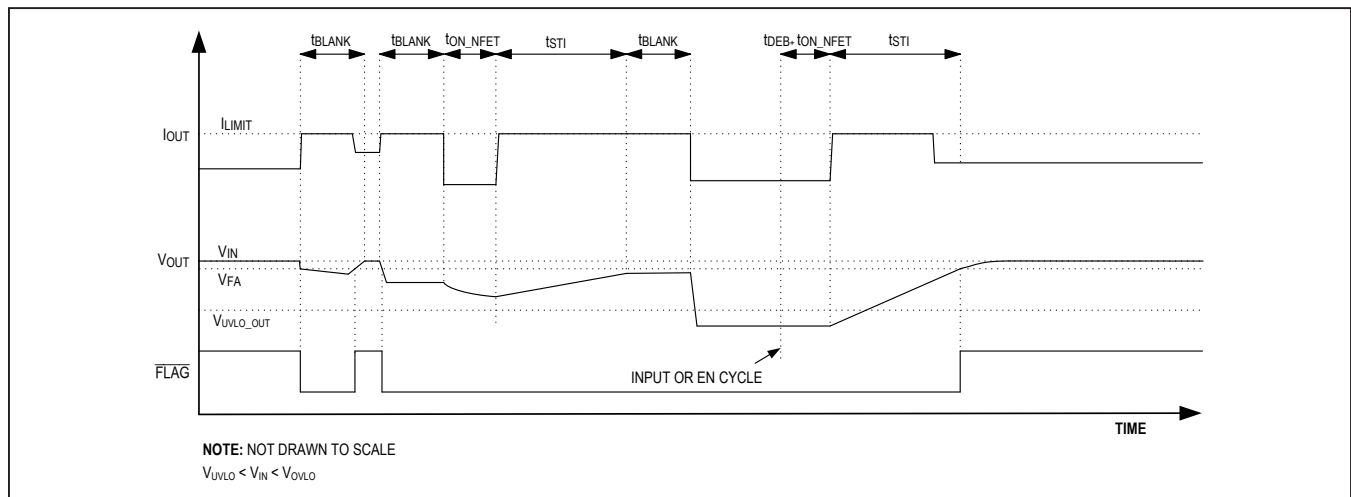 tBLANK tBLANK tON_NFET tSTI tBLANK tDEB+ tON_NFET tSTI
ILIMIT
IOUT
VIN
VOUT
VFA
VUVLO_OUT
FLAG
INPUT OR EN CYCLE
TIME
NOTE: NOT DRAWN TO SCALE
VUVLO < VIN < VOVLO